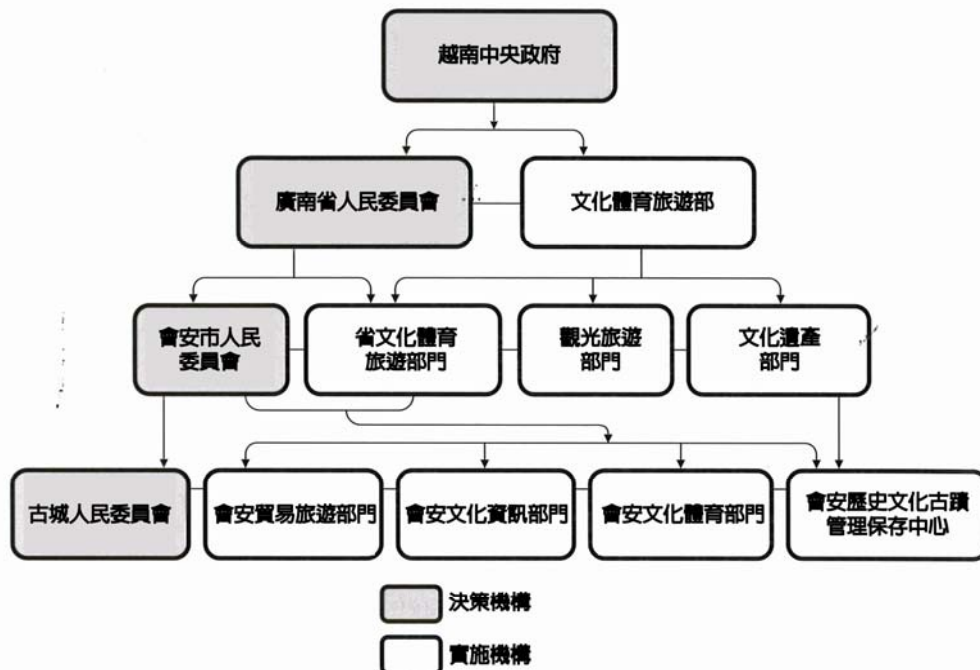 越南中央政府
廣南省人民委員會
文化體育旅遊部
會安市人民
委員會
省文化體育
旅遊部門
觀光旅遊
部門
文化遺產
部門
古城人民委員會
會安貿易旅遊部門
會安文化資訊部門
會安文化體育部門
會安歷史文化古蹟
管理保存中心
決策機構
實施機構